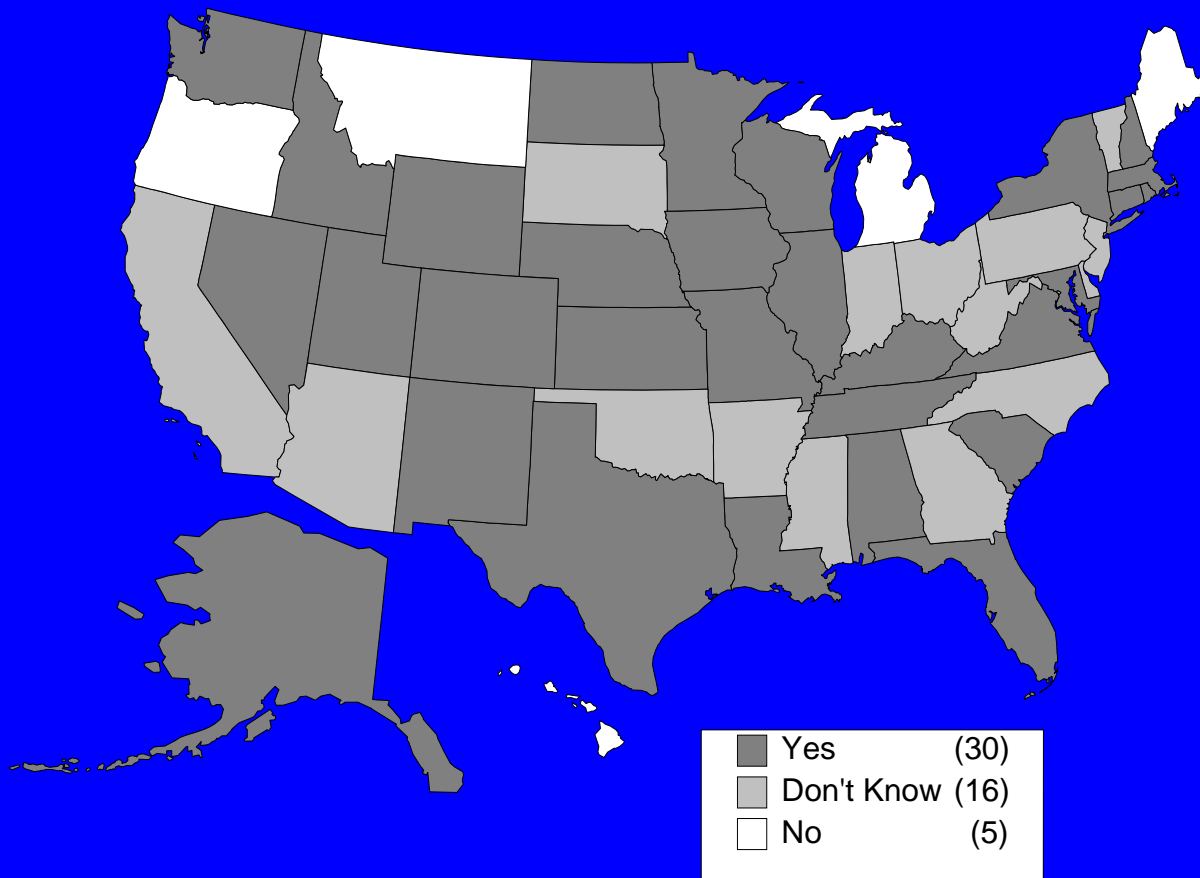 Yes (30)
Don't Know (16)
No (5)